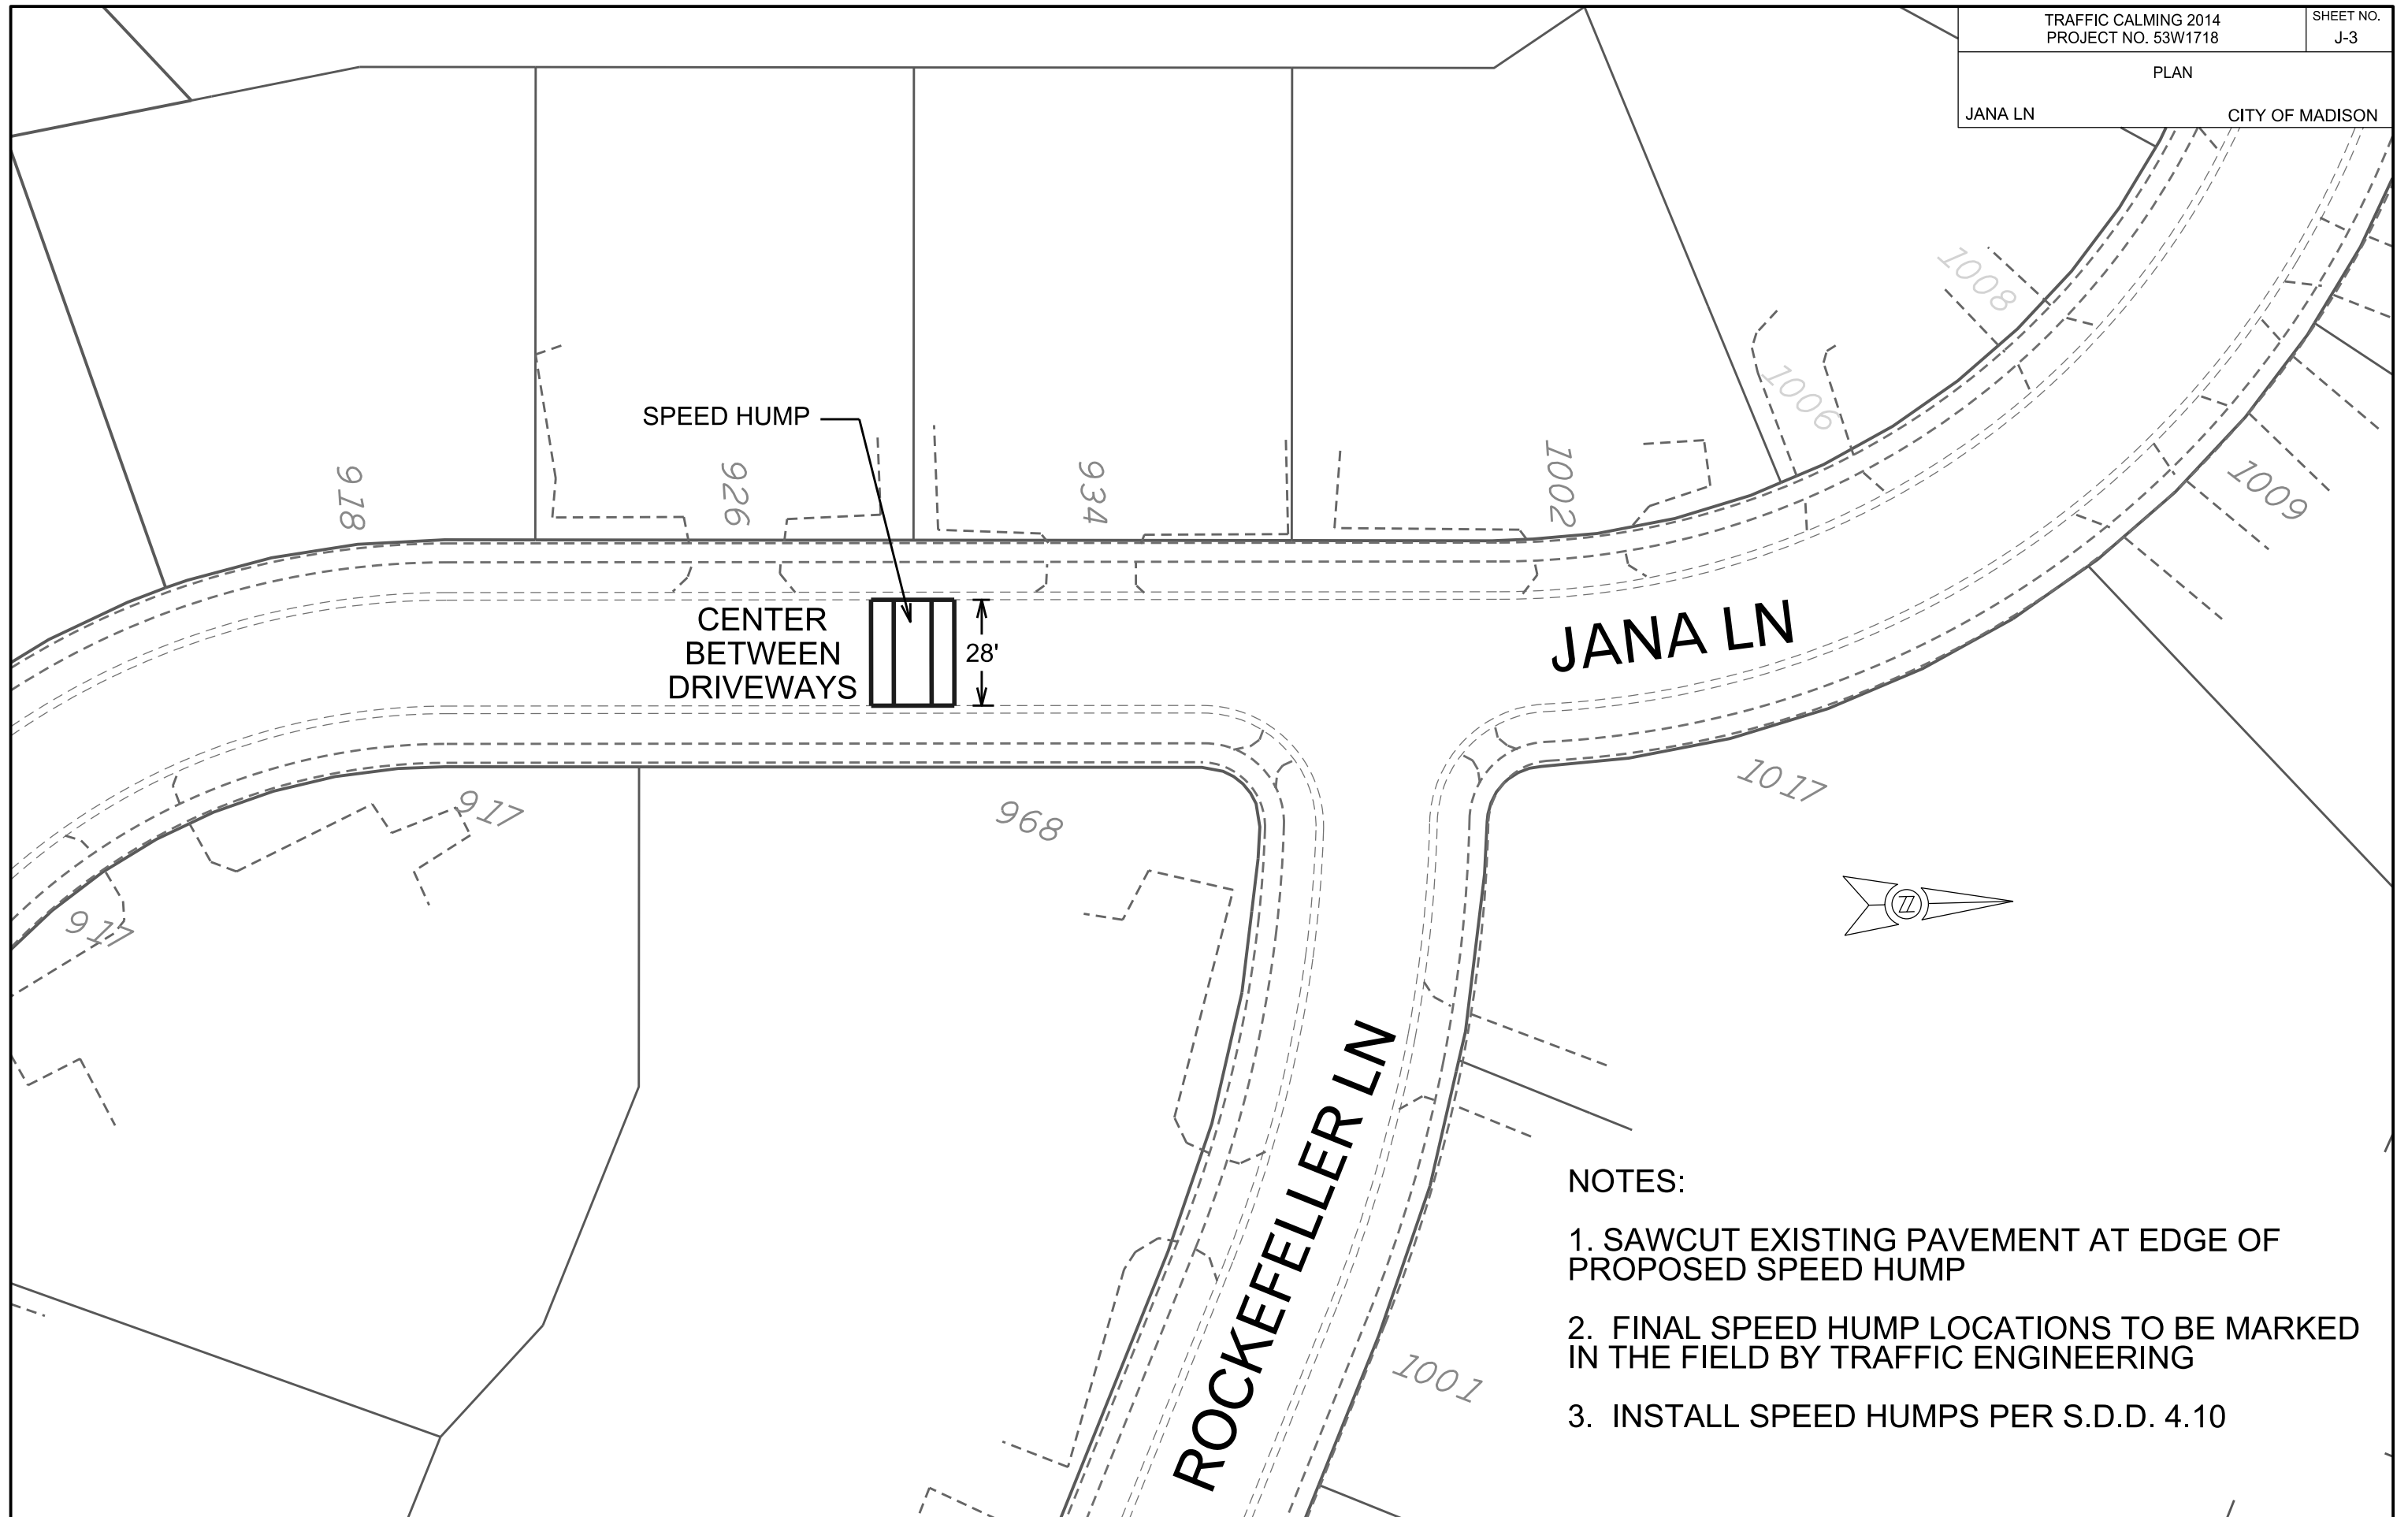 TRAFFIC CALMING 2014
PROJECT NO. 53W1718
SHEET NO.
J-3
PLAN
JANA LN
CITY OF MADISON
1008
1006
SPEED HUMP
918
926
934
1002
1009
CENTER
BETWEEN
DRIVEWAYS
28'
JANA LN
917
968
1017
917
N
ROCKEFELLER LN
1001
NOTES:
1. SAWCUT EXISTING PAVEMENT AT EDGE OF
PROPOSED SPEED HUMP
2. FINAL SPEED HUMP LOCATIONS TO BE MARKED
IN THE FIELD BY TRAFFIC ENGINEERING
3. INSTALL SPEED HUMPS PER S.D.D. 4.10